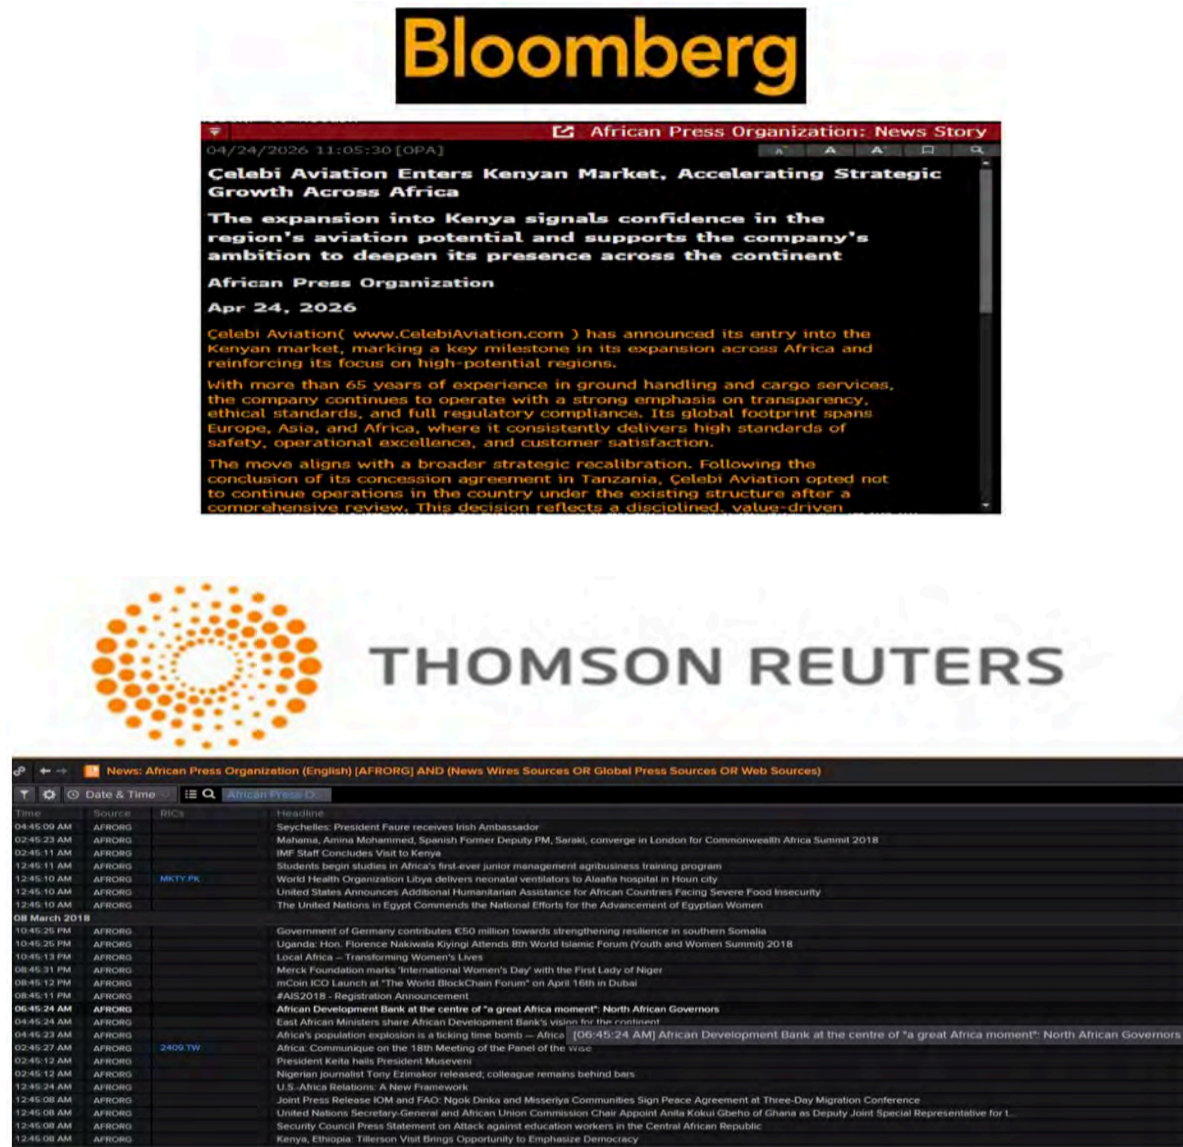 Bloomberg
African Press Organization: News Story
04/24/2026 11:05:30 [OPA]
Çelebi Aviation Enters Kenyan Market, Accelerating Strategic
Growth Across Africa
The expansion into Kenya signals confidence in the
region's aviation potential and supports the company's
ambition to deepen its presence across the continent
African Press Organization
Apr 24, 2026
Çelebi Aviation( www.CelebiAviation.com ) has announced its entry into the
Kenyan market, marking a key milestone in its expansion across Africa and
reinforcing its focus on high-potential regions.
With more than 65 years of experience in ground handling and cargo services,
the company continues to operate with a strong emphasis on transparency,
ethical standards, and full regulatory compliance. Its global footprint spans
Europe, Asia, and Africa, where it consistently delivers high standards of
safety, operational excellence, and customer satisfaction.
The move aligns with a broader strategic recalibration. Following the
conclusion of its concession agreement in Tanzania, Çelebi Aviation opted not
to continue operations in the country under the existing structure after a
comprehensive review. This decision reflects a disciplined, value-driven
THOMSON REUTERS
News: African Press Organization (English) [AFRORG] AND (News Wires Sources OR Global Press Sources OR Web Sources)
Date & Time African Press O...
Time Source RICs Headline
04:45:09 AM AFRORG Seychelles: President Faure receives Irish Ambassador
02:45:23 AM AFRORG Mahama, Amina Mohammed, Spanish Former Deputy PM, Saraki, converge in London for Commonwealth Africa Summit 2018
02:45:11 AM AFRORG IMF Staff Concludes Visit to Kenya
12:45:11 AM AFRORG Students begin studies in Africa's first-ever junior management agribusiness training program
12:45:10 AM AFRORG MKTY.PK World Health Organization Libya delivers neonatal ventilators to Alaafia hospital in Houn city
12:45:10 AM AFRORG United States Announces Additional Humanitarian Assistance for African Countries Facing Severe Food Insecurity
12:45:10 AM AFRORG The United Nations in Egypt Commends the National Efforts for the Advancement of Egyptian Women
08 March 2018
10:45:25 PM AFRORG Government of Germany contributes €50 million towards strengthening resilience in southern Somalia
10:45:25 PM AFRORG Uganda: Hon. Florence Nakiwala Kiyingi Attends 8th World Islamic Forum (Youth and Women Summit) 2018
10:45:13 PM AFRORG Local Africa – Transforming Women's Lives
08:45:31 PM AFRORG Merck Foundation marks 'International Women's Day' with the First Lady of Niger
08:45:12 PM AFRORG mCoin ICO Launch at "The World BlockChain Forum" on April 16th in Dubai
08:45:11 PM AFRORG #AIS2018 - Registration Announcement
06:45:24 AM AFRORG African Development Bank at the centre of "a great Africa moment": North African Governors
04:45:24 AM AFRORG East African Ministers share African Development Bank's vision for the continent
04:45:23 AM AFRORG Africa's population explosion is a ticking time bomb — Africa
[06:45:24 AM] African Development Bank at the centre of "a great Africa moment": North African Governors
02:45:27 AM AFRORG 2409.TW Africa: Communique on the 18th Meeting of the Panel of the Wise
02:45:12 AM AFRORG President Keita hails President Museveni
02:45:12 AM AFRORG Nigerian journalist Tony Ezimakor released; colleague remains behind bars
12:45:24 AM AFRORG U.S.-Africa Relations: A New Framework
12:45:08 AM AFRORG Joint Press Release IOM and FAO: Ngok Dinka and Misseriya Communities Sign Peace Agreement at Three-Day Migration Conference
12:45:08 AM AFRORG United Nations Secretary-General and African Union Commission Chair Appoint Anita Kokui Gbeho of Ghana as Deputy Joint Special Representative for t...
12:45:08 AM AFRORG Security Council Press Statement on Attack against education workers in the Central African Republic
12:45:08 AM AFRORG Kenya, Ethiopia: Tillerson Visit Brings Opportunity to Emphasize Democracy